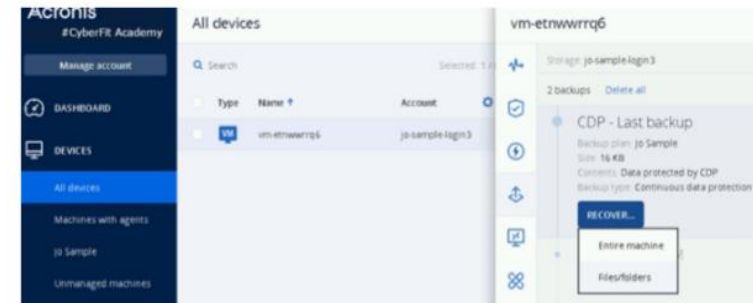 Acronis
#CyberFit Academy
Manage account
DASHBOARD
DEVICES
All devices
Machines with agents
Jo Sample
Unmanaged machines
All devices
Search
Selected: 1
Type Name ↑ Account
VM vm-etnwwrrq6 jo-sample-login3
vm-etnwwrrq6
Storage: jo-sample-login3
2 backups Delete all
CDP - Last backup
Backup plan: Jo Sample
Size: 16 KB
Contents: Data protected by CDP
Backup type: Continuous data protection
RECOVER...
Entire machine
Files/folders